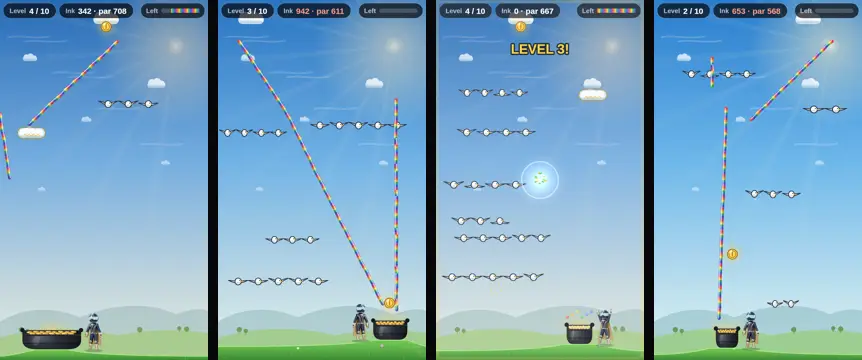 Level 4 / 10
Ink 342 · par 708
Left
Level 3 / 10
Ink 942 · par 611
Left
Level 4 / 10
Ink 0 · par 667
Left
LEVEL 3!
Level 2 / 10
Ink 653 · par 568
Left